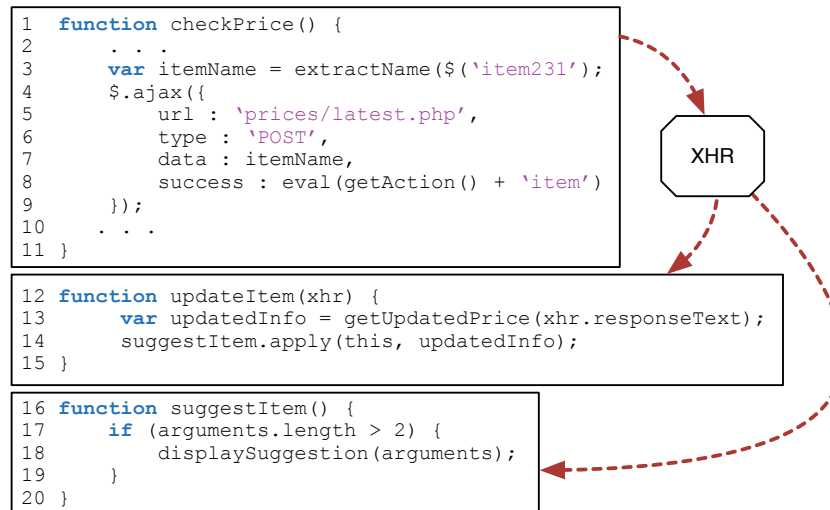 1 function checkPrice() {
2 . . .
3 var itemName = extractName($(‘item231’);
4 $.ajax({
5 url : ‘prices/latest.php’,
6 type : ‘POST’,
7 data : itemName,
8 success : eval(getAction() + ‘item’)
9 });
10 . . .
11 }
XHR
12 function updateItem(xhr) {
13 var updatedInfo = getUpdatedPrice(xhr.responseText);
14 suggestItem.apply(this, updatedInfo);
15 }
16 function suggestItem() {
17 if (arguments.length > 2) {
18 displaySuggestion(arguments);
19 }
20 }